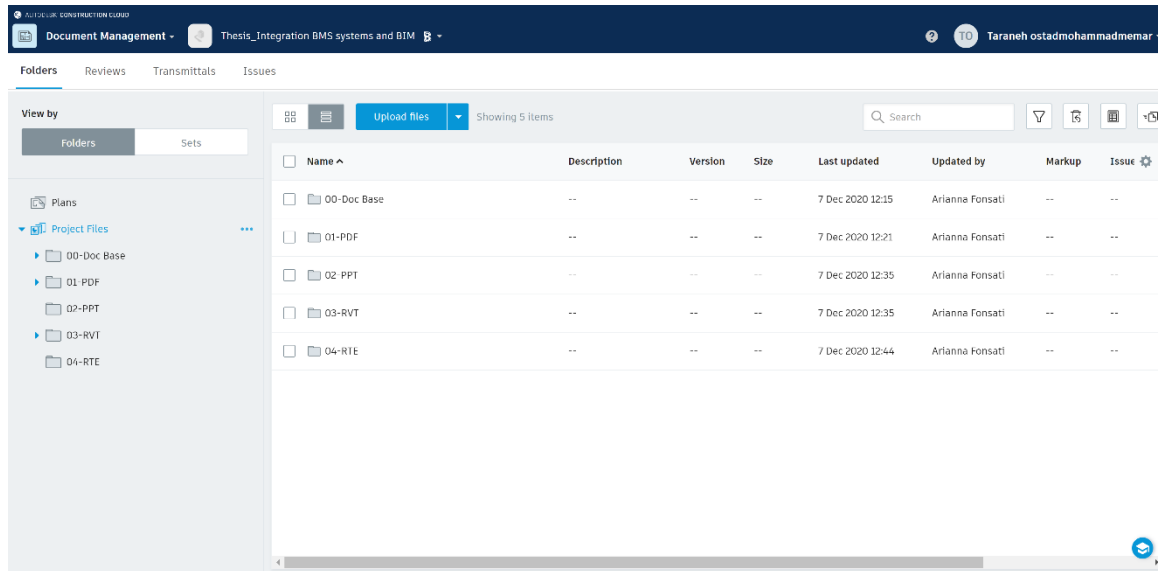 AUTODESK CONSTRUCTION CLOUD
Document Management
Thesis_Integration BMS systems and BIM
TO
Taraneh ostadmohammadmemar
Folders Reviews Transmittals Issues
View by
Folders Sets
Plans
Project Files
00-Doc Base
01-PDF
02-PPT
03-RVT
04-RTE
Upload files Showing 5 items Search
Name Description Version Size Last updated Updated by Markup Issue
00-Doc Base -- -- -- 7 Dec 2020 12:15 Arianna Fonsati -- --
01-PDF -- -- -- 7 Dec 2020 12:21 Arianna Fonsati -- --
02-PPT -- -- -- 7 Dec 2020 12:35 Arianna Fonsati -- --
03-RVT -- -- -- 7 Dec 2020 12:35 Arianna Fonsati -- --
04-RTE -- -- -- 7 Dec 2020 12:44 Arianna Fonsati -- --